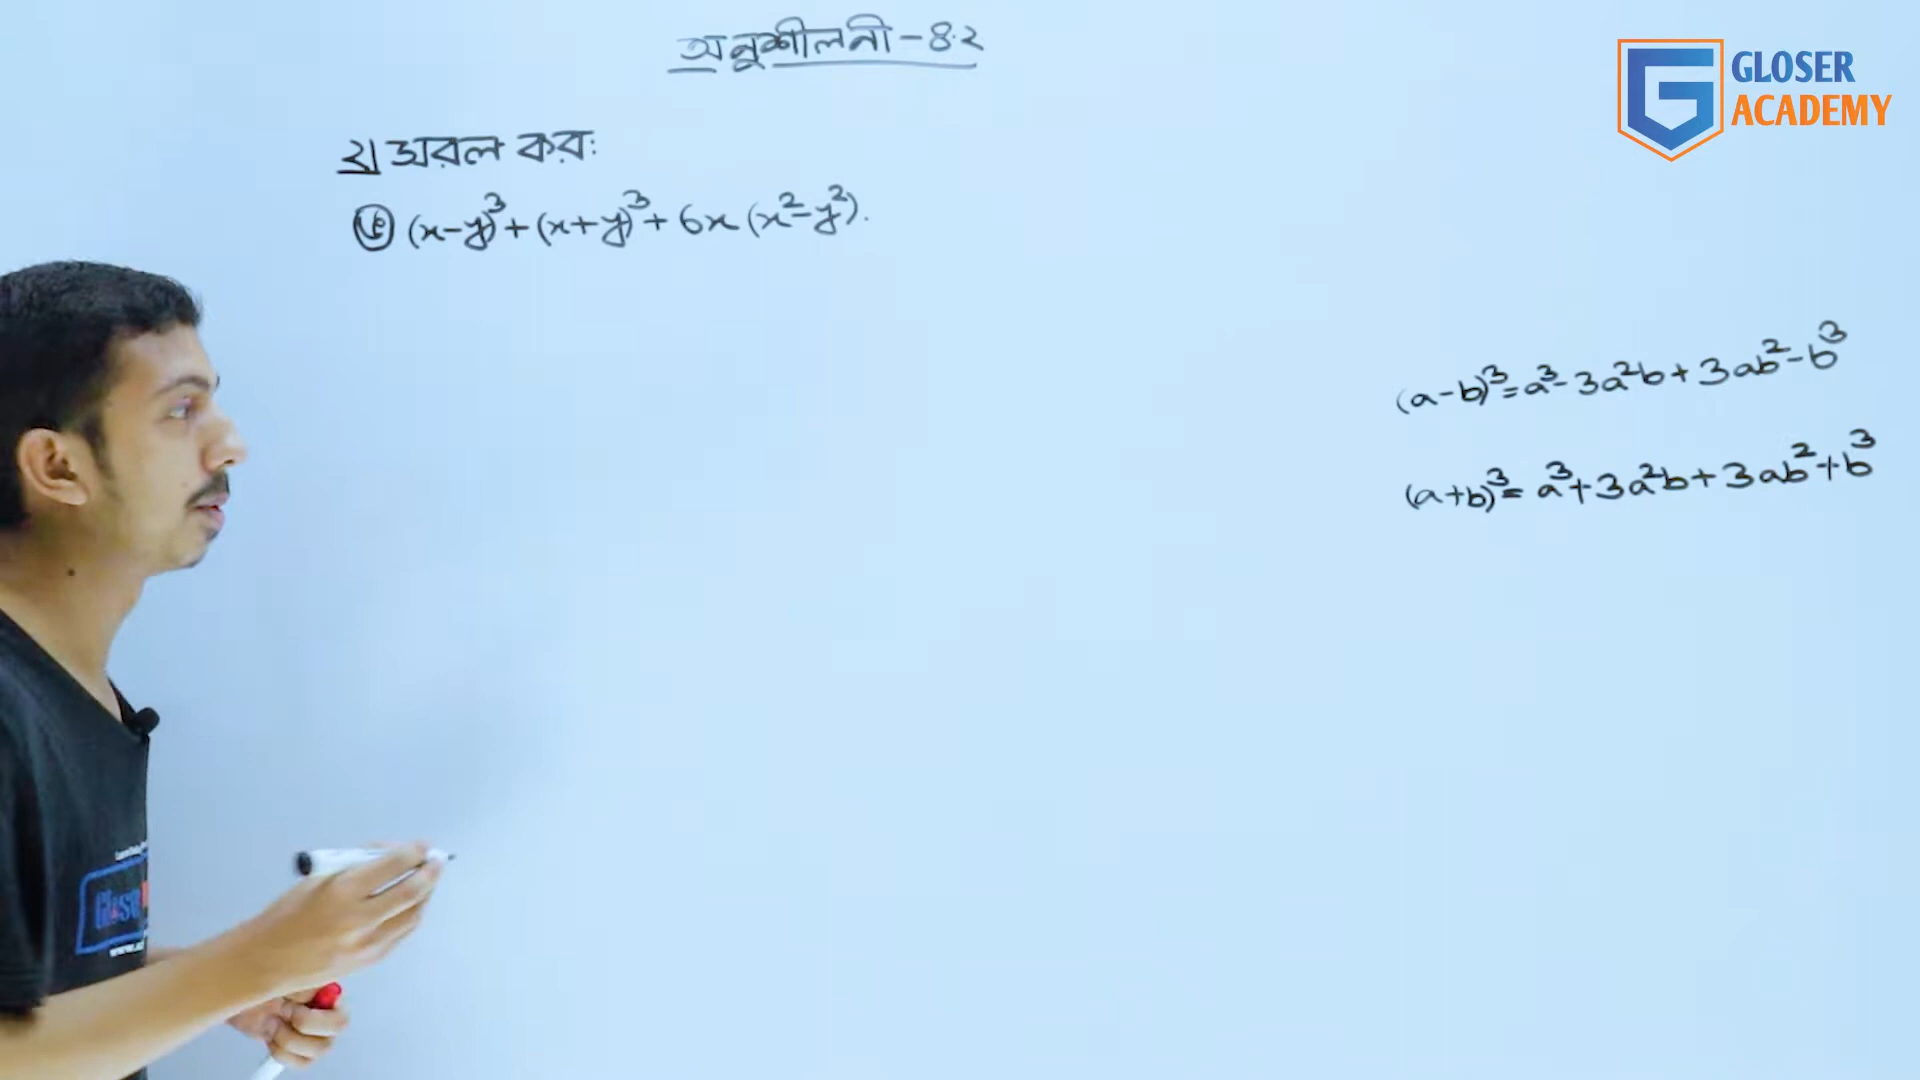 অনুশীলনী-৪.২
২। সরল কর:
ঙ (x-y)³+(x+y)³+6x(x²-y²).
(a-b)³=a³-3a²b+3ab²-b³
(a+b)³=a³+3a²b+3ab²+b³
GLOSER
ACADEMY